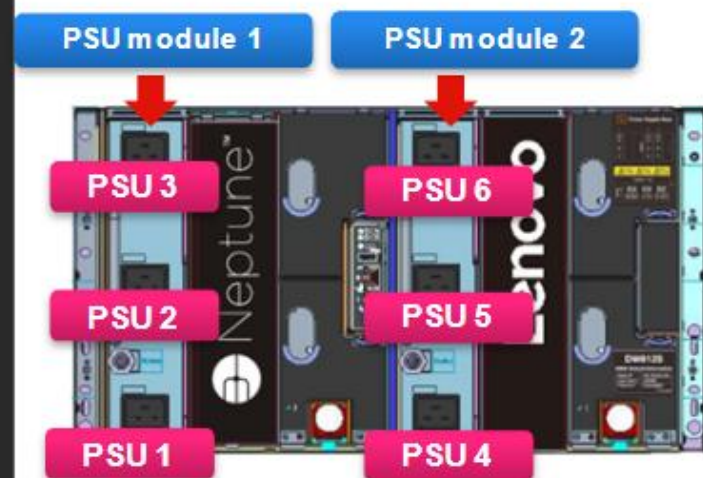 PSU module 1
PSU module 2
PSU 3
PSU 6
Neptune™
Lenovo
PSU 2
PSU 5
DW612S
PSU 1
PSU 4